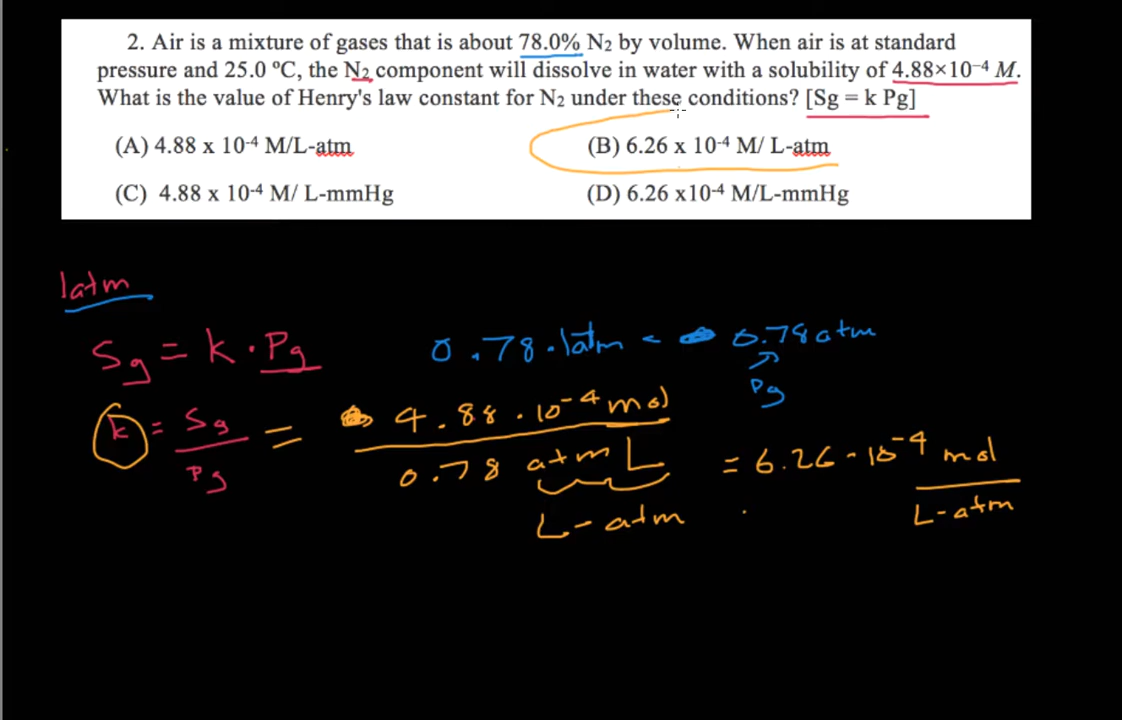 2. Air is a mixture of gases that is about 78.0% N₂ by volume. When air is at standard
pressure and 25.0 ºC, the N₂ component will dissolve in water with a solubility of 4.88×10⁻⁴ M.
What is the value of Henry's law constant for N₂ under these conditions? [Sg = k Pg]
(A) 4.88 x 10⁻⁴ M/L-atm
(B) 6.26 x 10⁻⁴ M/ L-atm
(C) 4.88 x 10⁻⁴ M/ L-mmHg
(D) 6.26 x10⁻⁴ M/L-mmHg
1atm
Sg = k · Pg
0.78 · 1atm = 0.78 atm
Pg
k = Sg / Pg = 4.88 · 10⁻⁴ mol / 0.78 atm L = 6.26 · 10⁻⁴ mol / L-atm
L-atm